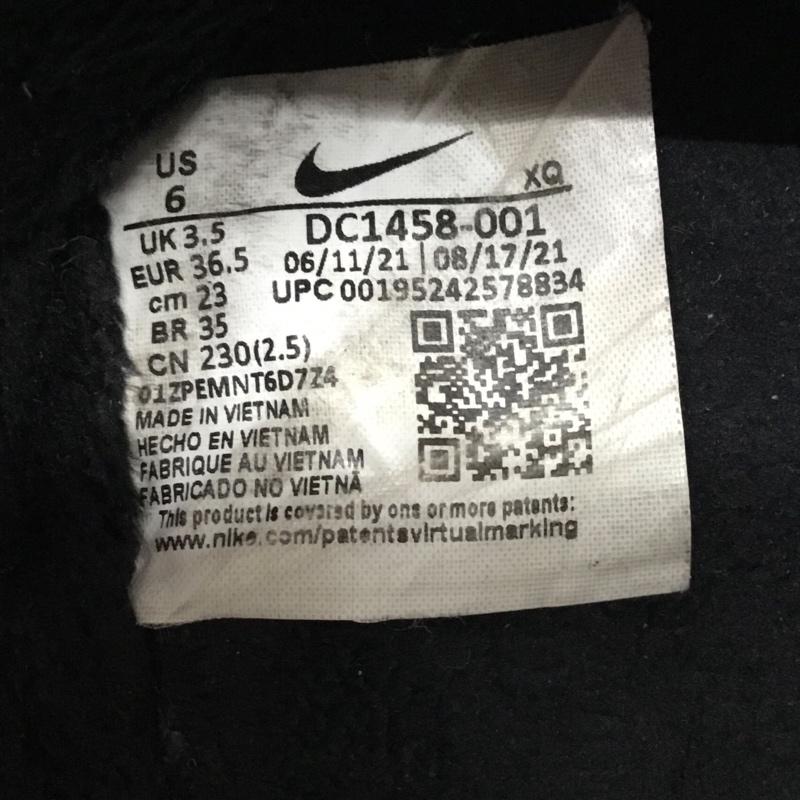 US
6
XQ
UK 3.5
DC1458-001
EUR 36.5
06/11/21 | 08/17/21
cm 23
UPC 00195242578834
BR 35
CN 230(2.5)
01ZPEMNT6D7Z4
MADE IN VIETNAM
HECHO EN VIETNAM
FABRIQUE AU VIETNAM
FABRICADO NO VIETNÃ
This product is covered by one or more patents:
www.nike.com/patentsvirtualmarking